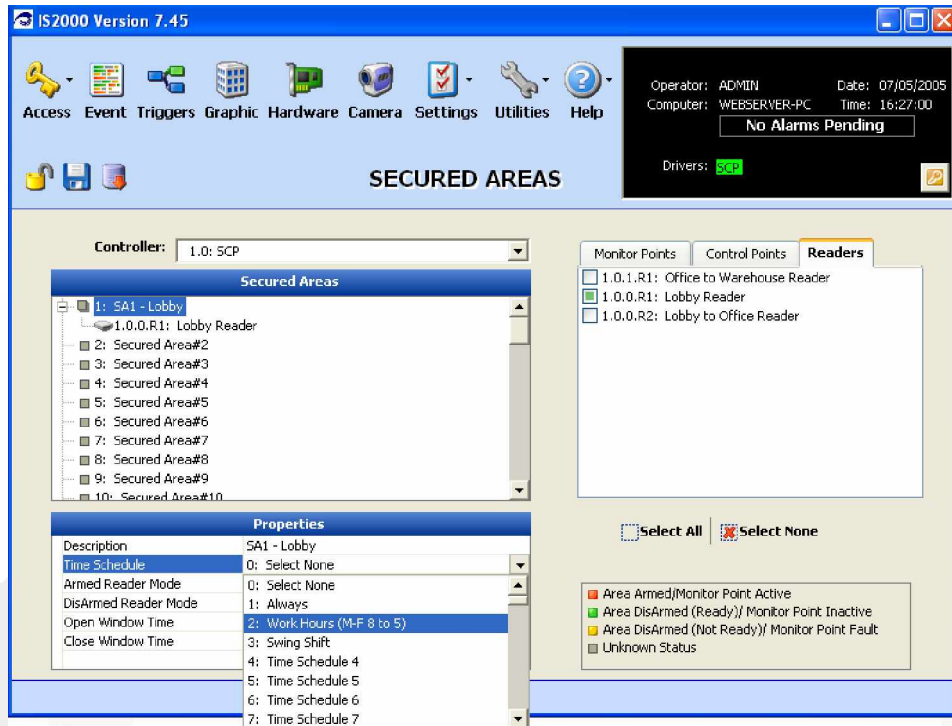 IS2000 Version 7.45
Access Event Triggers Graphic Hardware Camera Settings Utilities Help
Operator: ADMIN Date: 07/05/2005
Computer: WEBSERVER-PC Time: 16:27:00
No Alarms Pending
Drivers: SCP
SECURED AREAS
Controller: 1.0: SCP
Secured Areas
1: SA1 - Lobby
1.0.0.R1: Lobby Reader
2: Secured Area#2
3: Secured Area#3
4: Secured Area#4
5: Secured Area#5
6: Secured Area#6
7: Secured Area#7
8: Secured Area#8
9: Secured Area#9
10: Secured Area#10
Monitor Points Control Points Readers
1.0.1.R1: Office to Warehouse Reader
1.0.0.R1: Lobby Reader
1.0.0.R2: Lobby to Office Reader
Select All Select None
Properties
Description SA1 - Lobby
Time Schedule 0: Select None
Armed Reader Mode
DisArmed Reader Mode
Open Window Time
Close Window Time
0: Select None
1: Always
2: Work Hours (M-F 8 to 5)
3: Swing Shift
4: Time Schedule 4
5: Time Schedule 5
6: Time Schedule 6
7: Time Schedule 7
Area Armed/Monitor Point Active
Area DisArmed (Ready)/ Monitor Point Inactive
Area DisArmed (Not Ready)/ Monitor Point Fault
Unknown Status